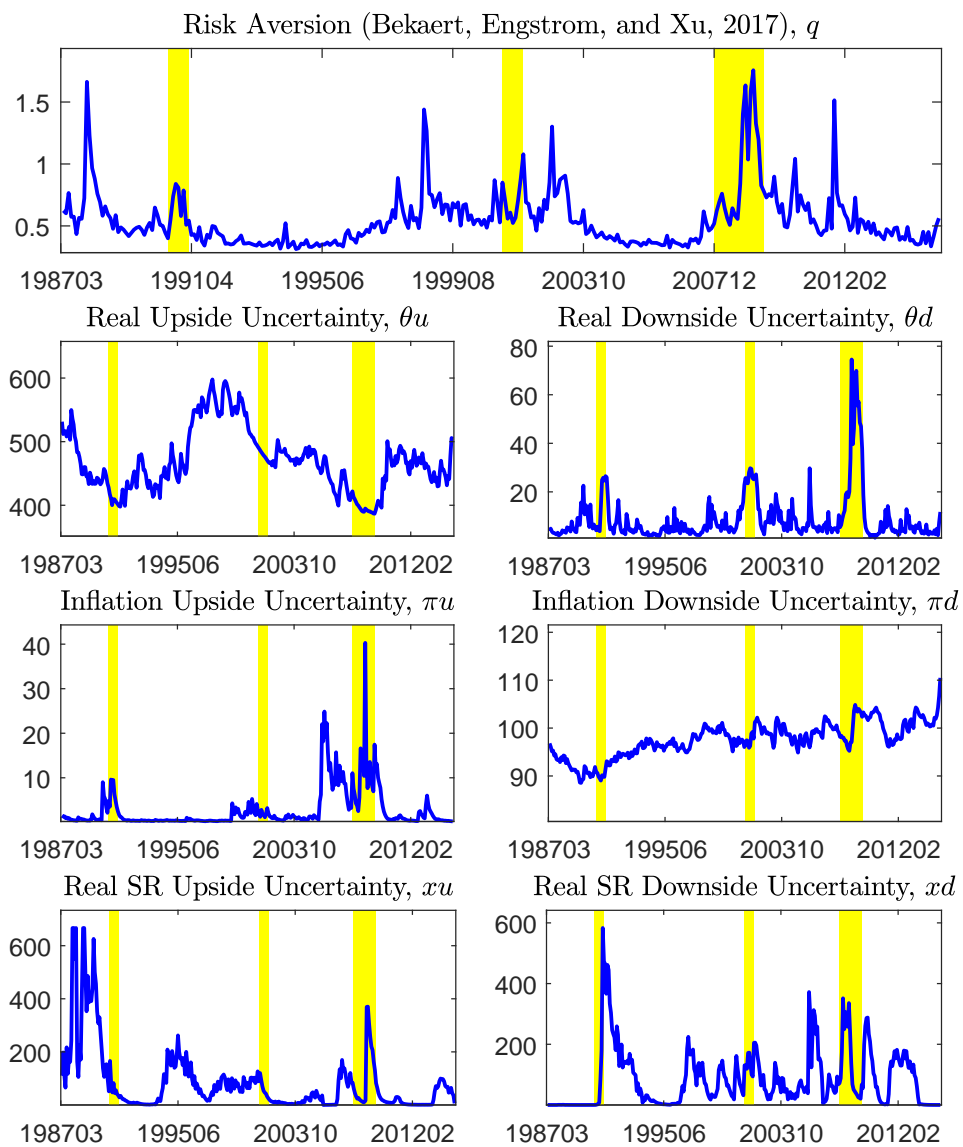 Risk Aversion (Bekaert, Engstrom, and Xu, 2017), q
1.5
1
0.5
198703 199104 199506 199908 200310 200712 201202
Real Upside Uncertainty, θu
600
500
400
198703 199506 200310 201202
Real Downside Uncertainty, θd
80
60
40
20
198703 199506 200310 201202
Inflation Upside Uncertainty, πu
40
30
20
10
198703 199506 200310 201202
Inflation Downside Uncertainty, πd
120
110
100
90
198703 199506 200310 201202
Real SR Upside Uncertainty, xu
600
400
200
198703 199506 200310 201202
Real SR Downside Uncertainty, xd
600
400
200
198703 199506 200310 201202